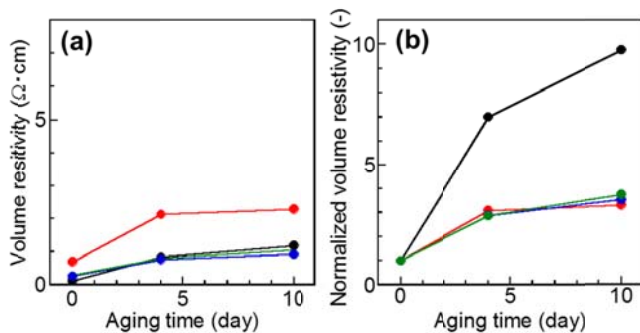 (a)
Volume resitivity (Ω·cm)
5
0
0
5
10
Aging time (day)
(b)
Normalized volume resistivity (-)
10
5
0
0
5
10
Aging time (day)